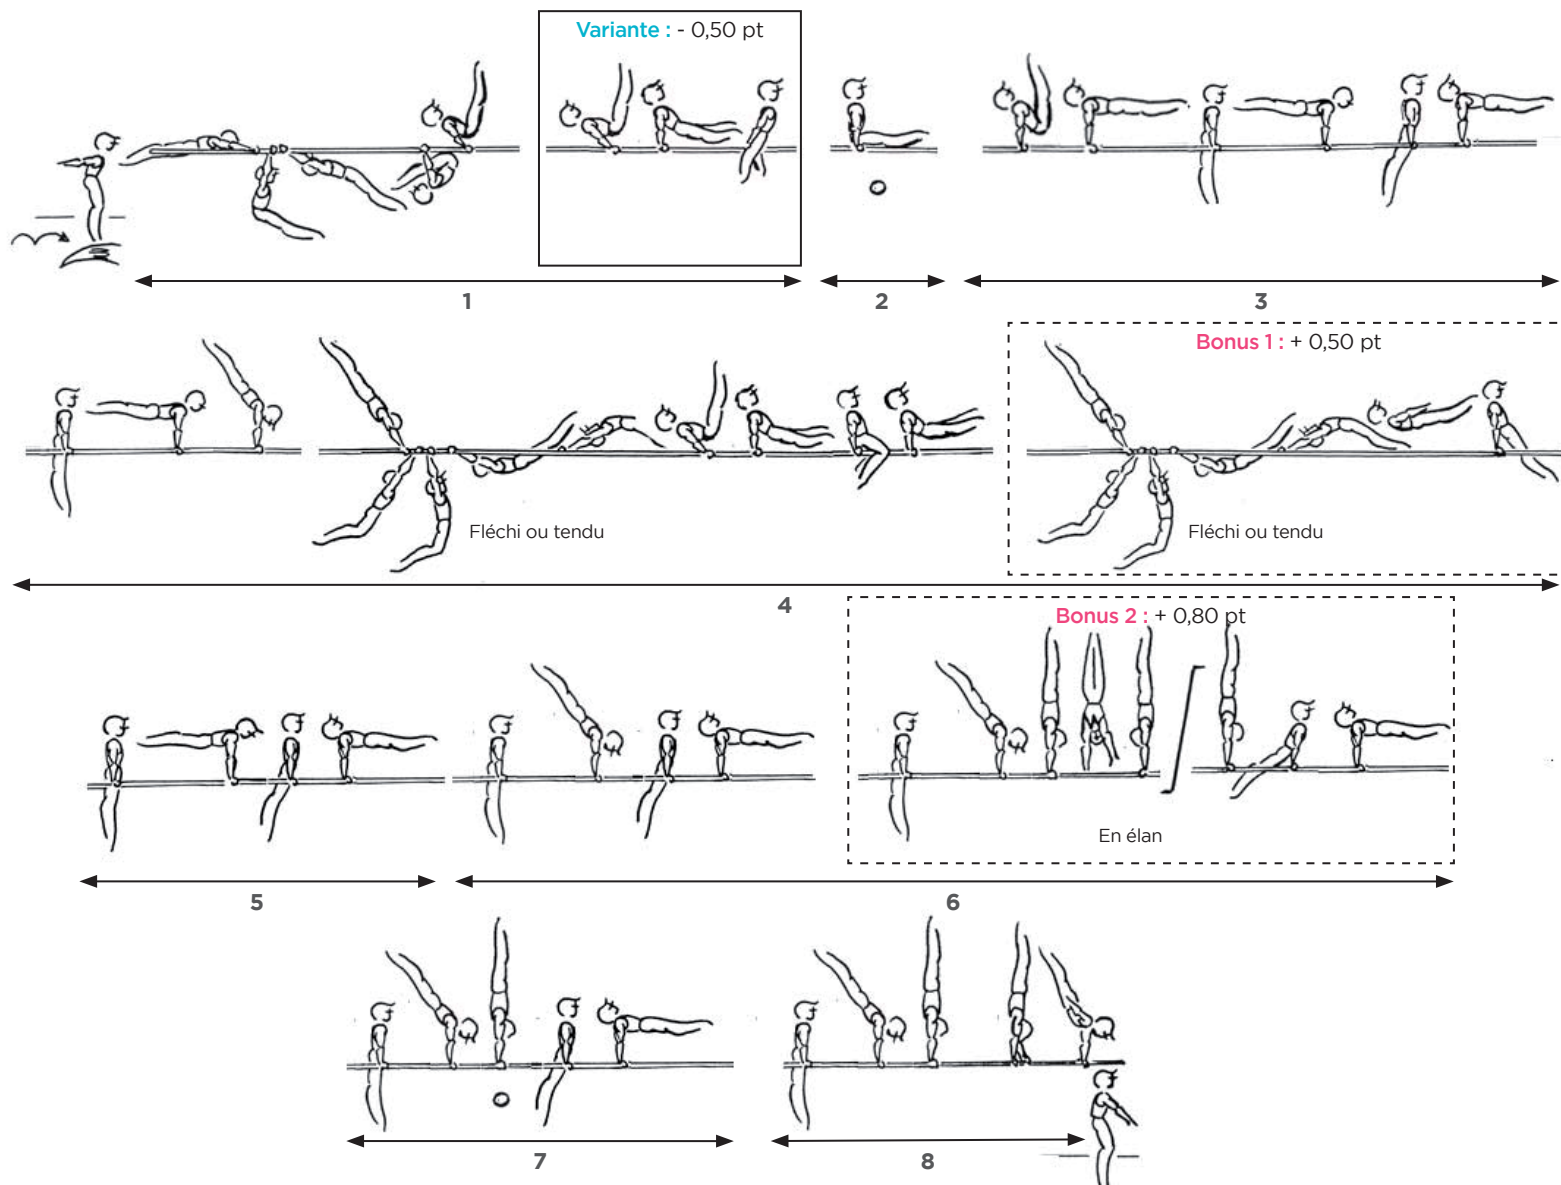 Variante : - 0,50 pt
1
2
3
Bonus 1 : + 0,50 pt
Fléchi ou tendu
Fléchi ou tendu
4
Bonus 2 : + 0,80 pt
En élan
5
6
7
8